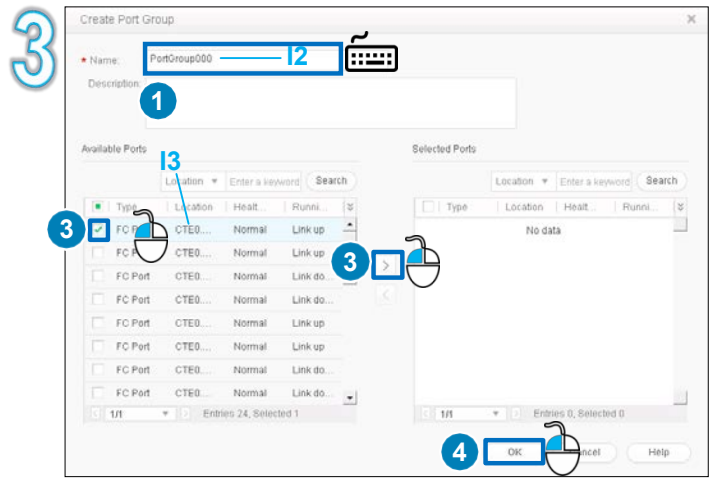 3
Create Port Group
* Name: PortGroup000 I2
Description:
1
Available Ports
Selected Ports
I3
Location Enter a keyword Search
Location Enter a keyword Search
Type Location Healt... Runni...
Type Location Healt... Runni...
3 FC P CTE0.... Normal Link up
No data
FC P CTE0.... Normal Link up
3 >
FC Port CTE0.... Normal Link do...
<
FC Port CTE0.... Normal Link do...
FC Port CTE0.... Normal Link up
FC Port CTE0.... Normal Link up
FC Port CTE0.... Normal Link do...
FC Port CTE0.... Normal Link do...
< 1/1 > Entries 24, Selected 1
< 1/1 > Entries 0, Selected 0
4 OK ncel Help